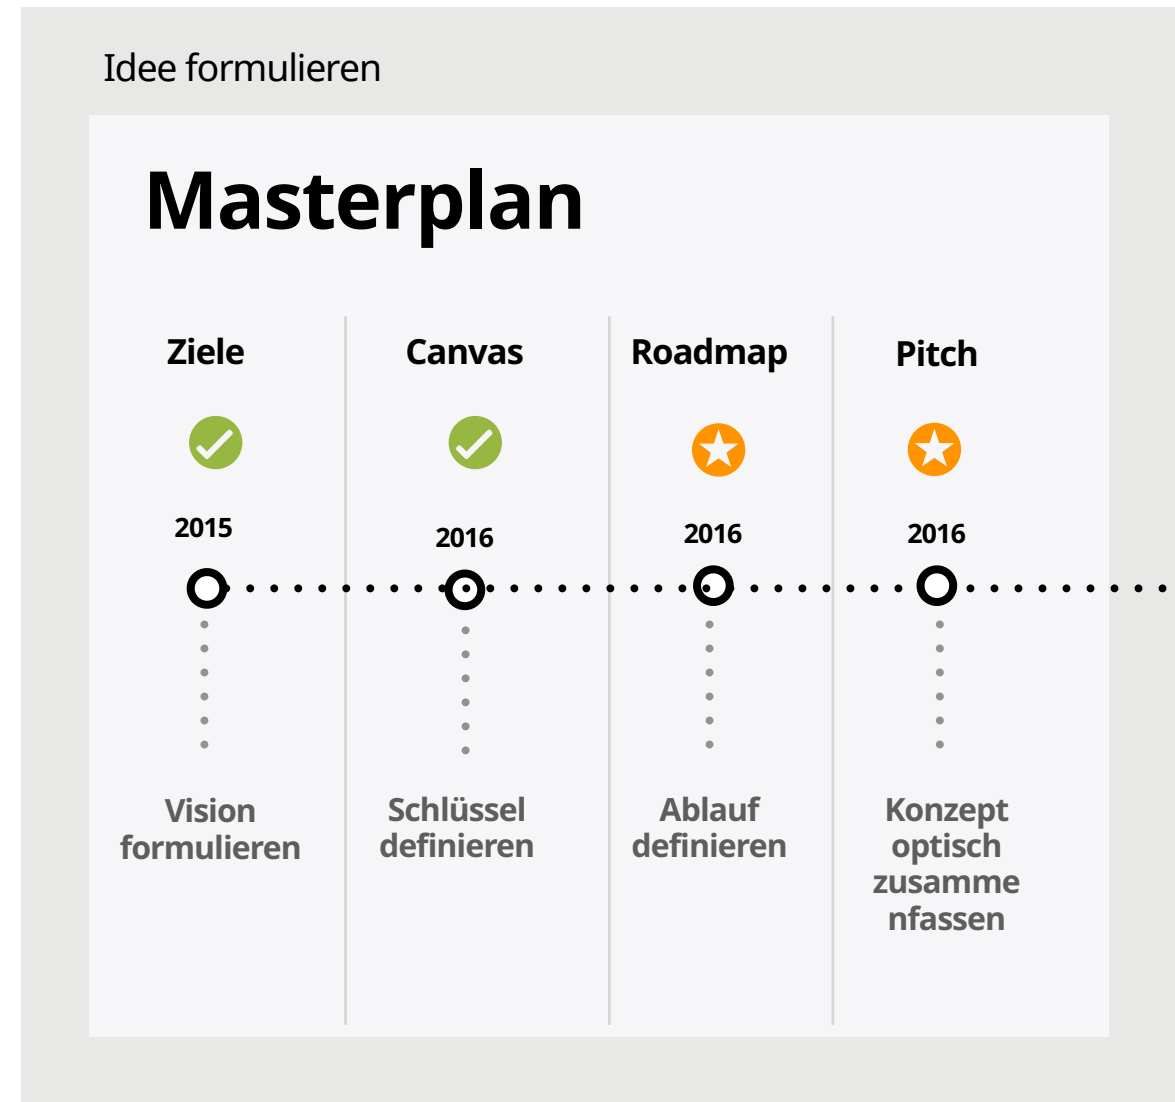 Idee formulieren
Masterplan
Ziele
Canvas
Roadmap
Pitch
2015
2016
2016
2016
Vision
formulieren
Schlüssel
definieren
Ablauf
definieren
Konzept
optisch
zusamme
nfassen